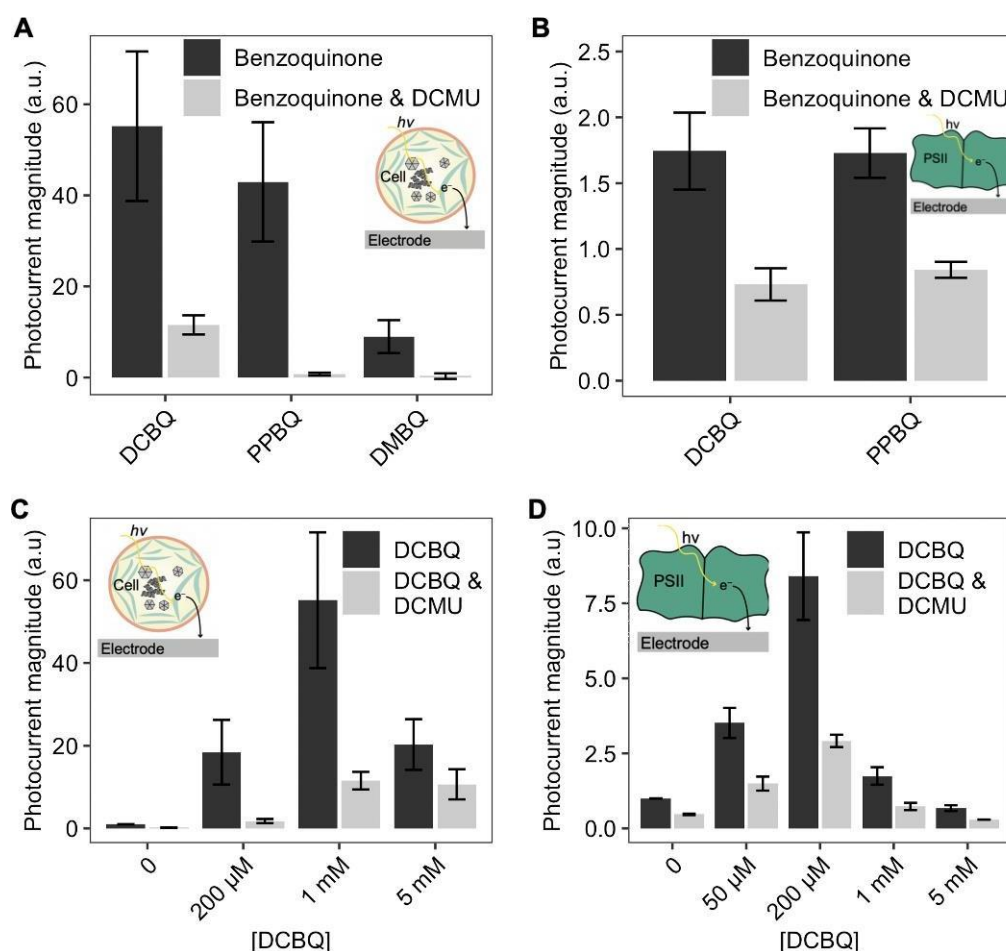 A
Photocurrent magnitude (a.u.)
60
40
20
0
Benzoquinone
Benzoquinone & DCMU
hv
Cell
e⁻
Electrode
DCBQ
PPBQ
DMBQ
B
Photocurrent magnitude (a.u.)
2.5
2.0
1.5
1.0
0.5
0.0
Benzoquinone
Benzoquinone & DCMU
hv
PSII
e⁻
Electrode
DCBQ
PPBQ
C
Photocurrent magnitude (a.u)
60
40
20
0
hv
Cell
e⁻
Electrode
DCBQ
DCBQ &
DCMU
0
200 µM
1 mM
5 mM
[DCBQ]
D
Photocurrent magnitude (a.u)
10.0
7.5
5.0
2.5
0.0
hv
PSII
e⁻
Electrode
DCBQ
DCBQ &
DCMU
0
50 µM
200 µM
1 mM
5 mM
[DCBQ]